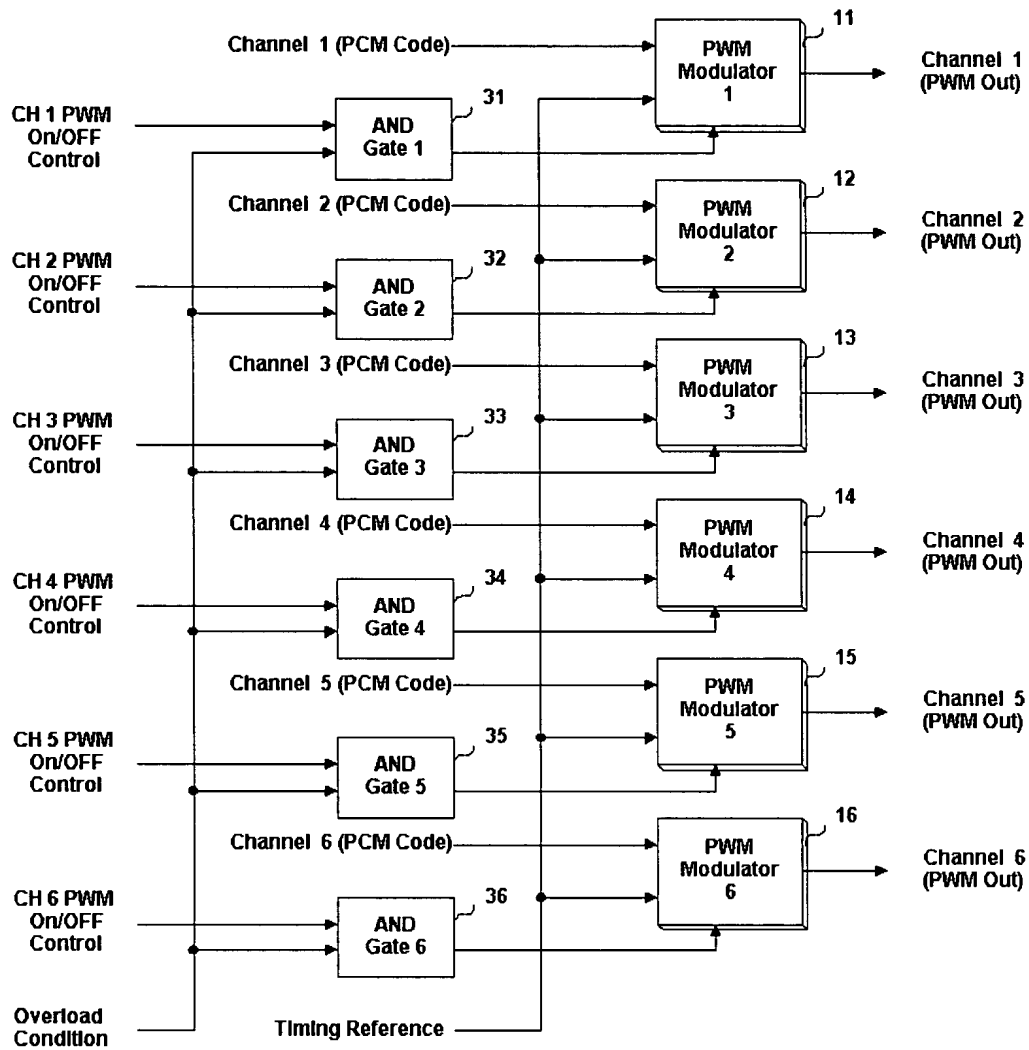 11
Channel 1 (PCM Code)
PWM
Modulator
1
Channel 1
(PWM Out)
31
CH 1 PWM
On/OFF
Control
AND
Gate 1
12
Channel 2 (PCM Code)
PWM
Modulator
2
Channel 2
(PWM Out)
32
CH 2 PWM
On/OFF
Control
AND
Gate 2
13
Channel 3 (PCM Code)
PWM
Modulator
3
Channel 3
(PWM Out)
33
CH 3 PWM
On/OFF
Control
AND
Gate 3
14
Channel 4 (PCM Code)
PWM
Modulator
4
Channel 4
(PWM Out)
34
CH 4 PWM
On/OFF
Control
AND
Gate 4
15
Channel 5 (PCM Code)
PWM
Modulator
5
Channel 5
(PWM Out)
35
CH 5 PWM
On/OFF
Control
AND
Gate 5
16
Channel 6 (PCM Code)
PWM
Modulator
6
Channel 6
(PWM Out)
36
CH 6 PWM
On/OFF
Control
AND
Gate 6
Overload
Condition
Timing Reference